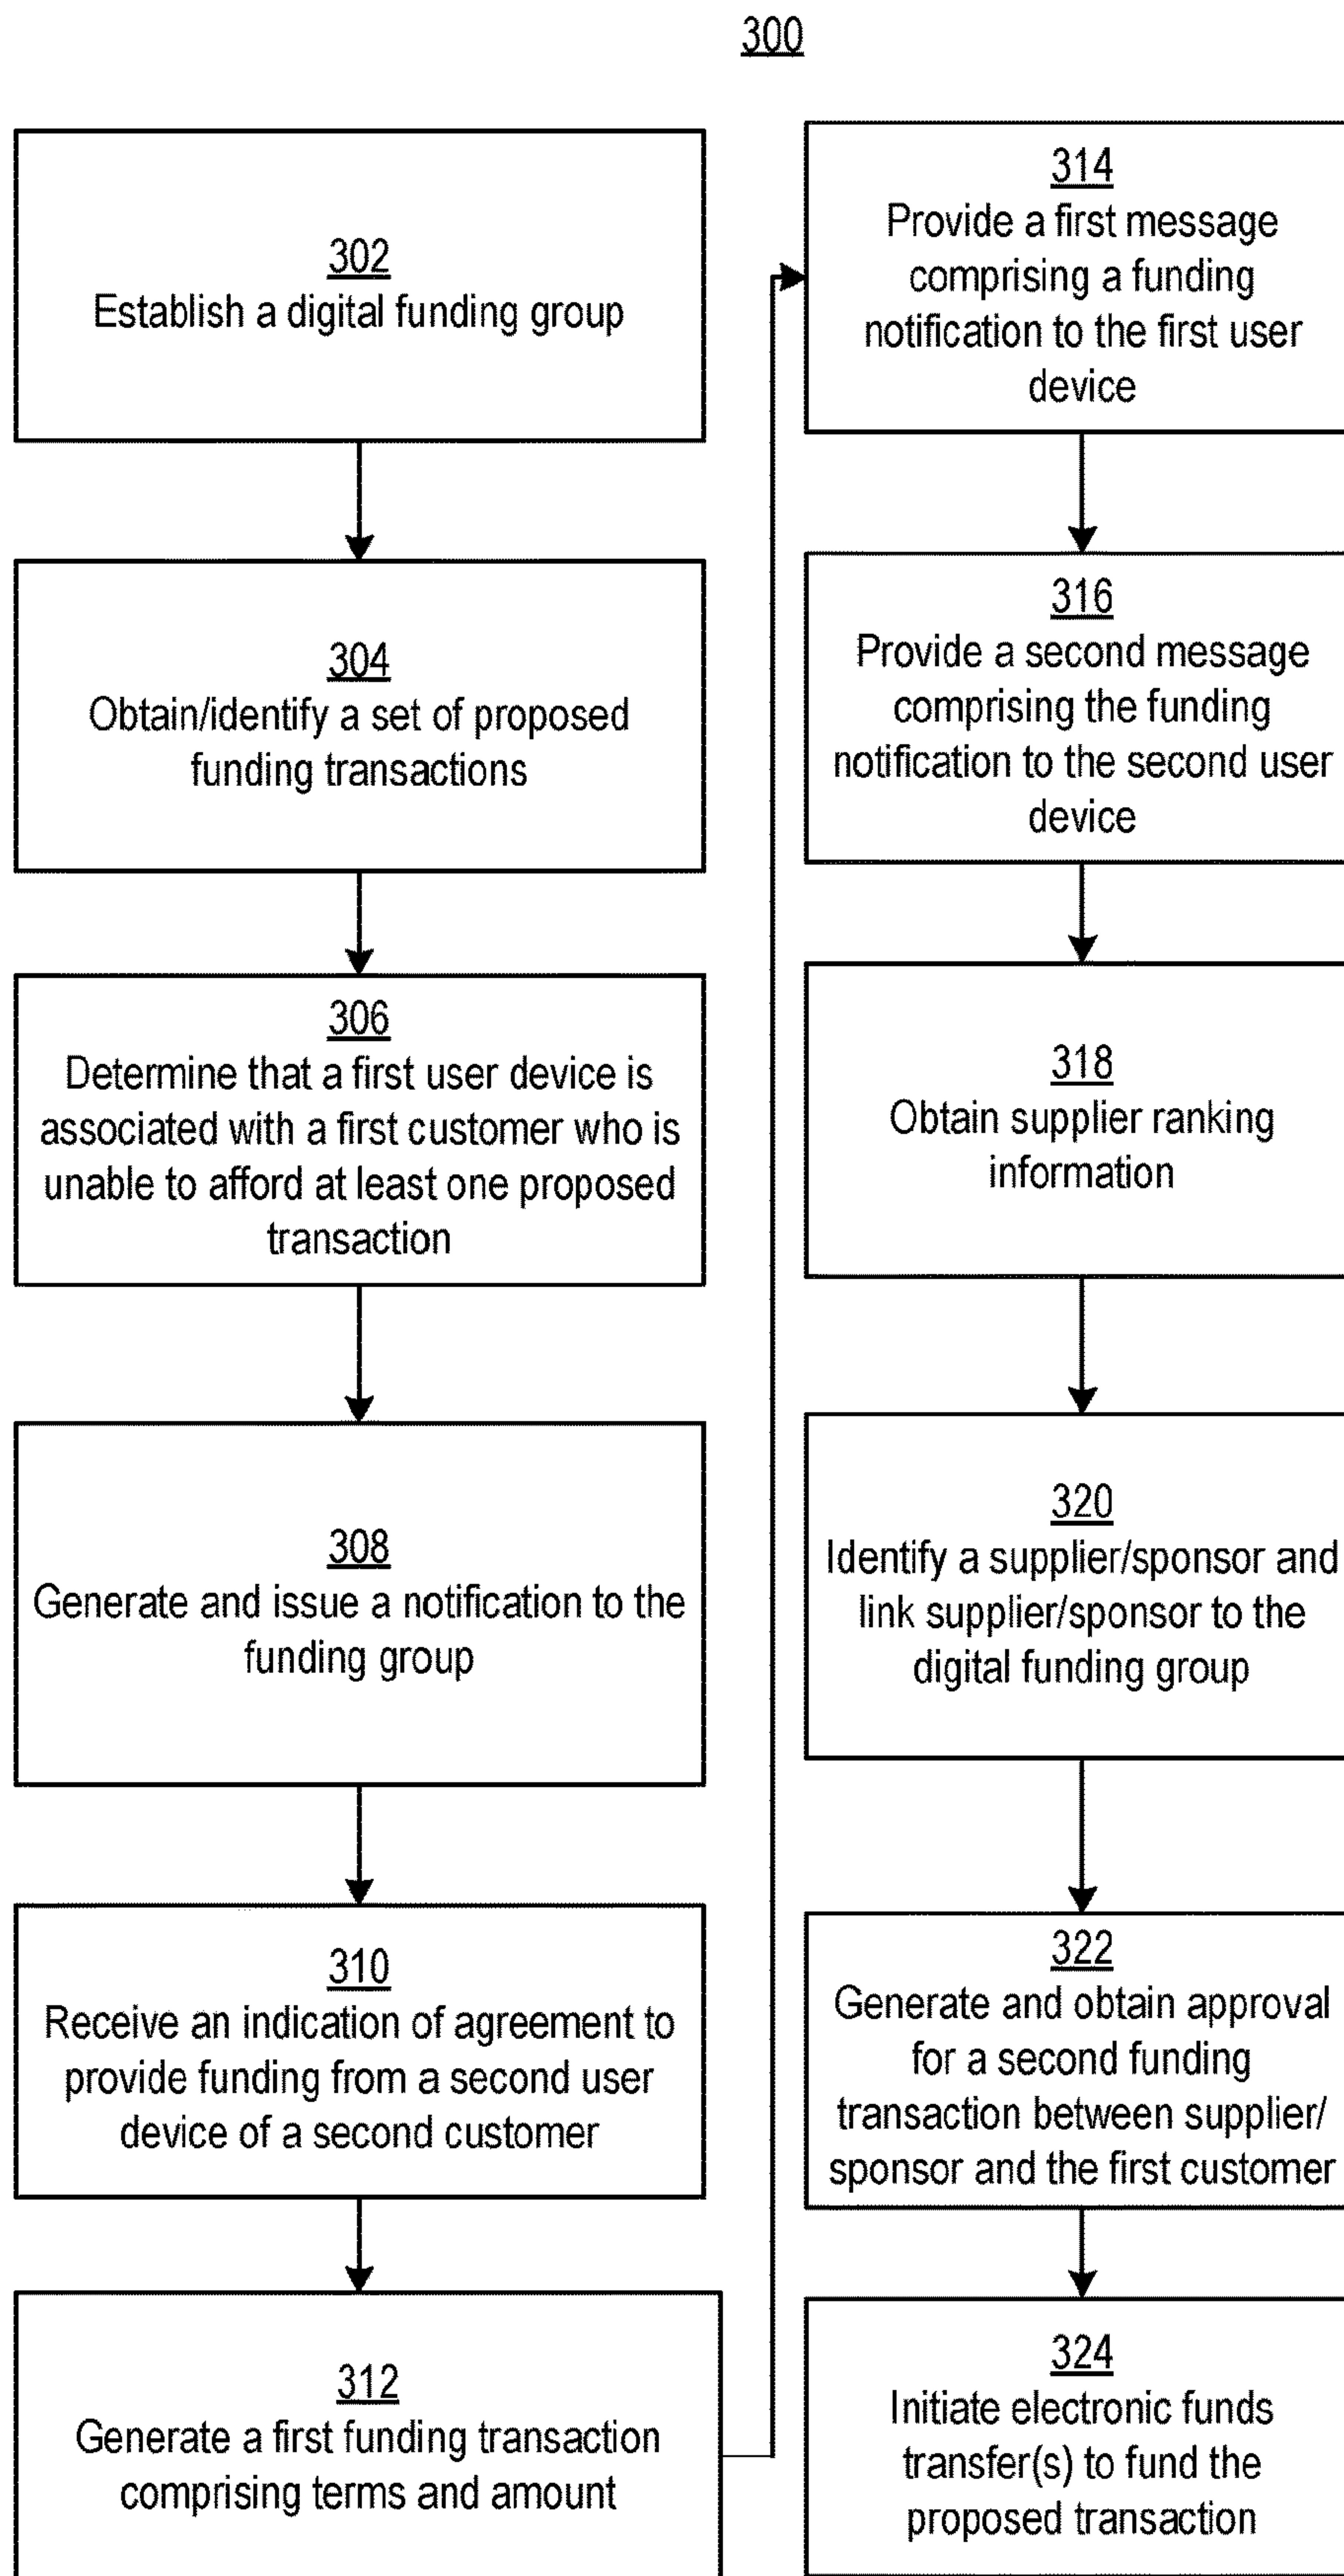 300
302
Establish a digital funding group
304
Obtain/identify a set of proposed
funding transactions
306
Determine that a first user device is
associated with a first customer who is
unable to afford at least one proposed
transaction
308
Generate and issue a notification to the
funding group
310
Receive an indication of agreement to
provide funding from a second user
device of a second customer
312
Generate a first funding transaction
comprising terms and amount
314
Provide a first message
comprising a funding
notification to the first user
device
316
Provide a second message
comprising the funding
notification to the second user
device
318
Obtain supplier ranking
information
320
Identify a supplier/sponsor and
link supplier/sponsor to the
digital funding group
322
Generate and obtain approval
for a second funding
transaction between supplier/
sponsor and the first customer
324
Initiate electronic funds
transfer(s) to fund the
proposed transaction